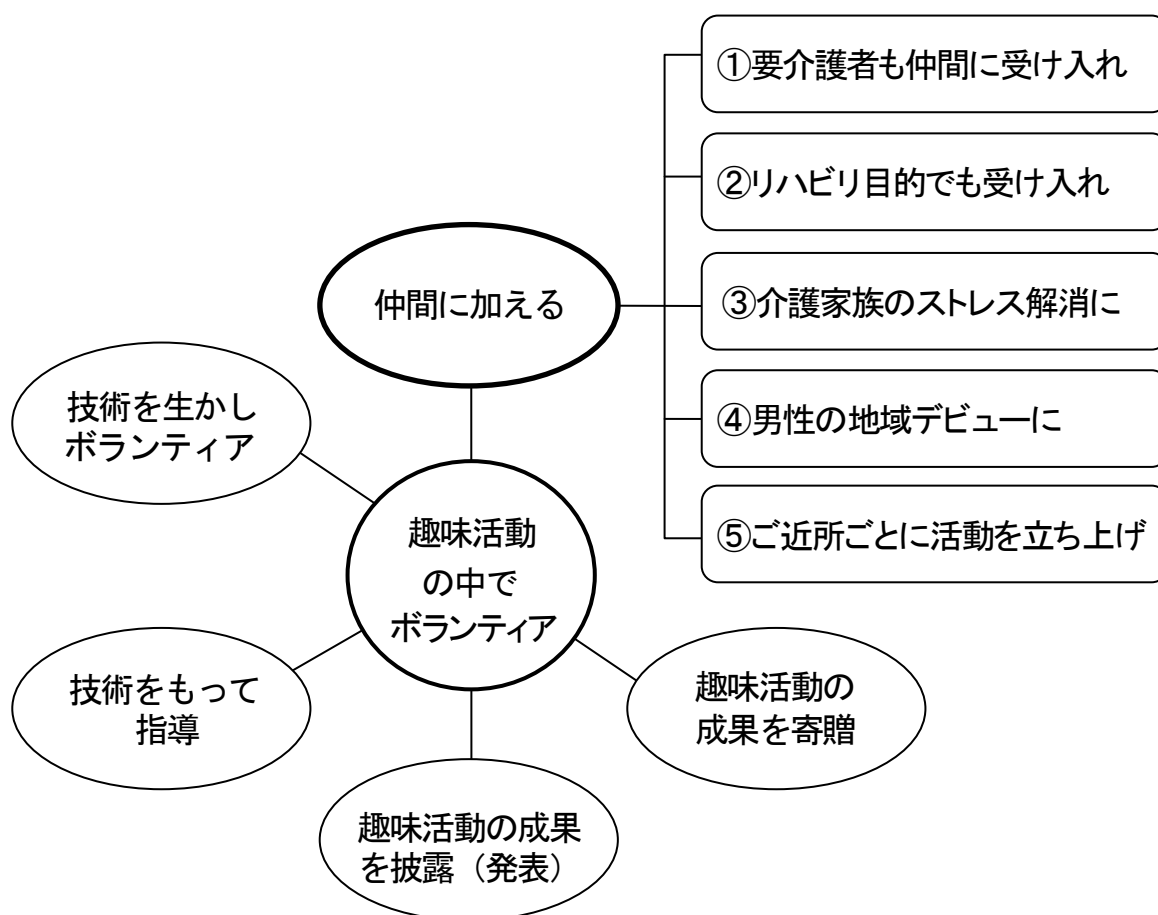 ①要介護者も仲間に受け入れ
②リハビリ目的でも受け入れ
仲間に加える
③介護家族のストレス解消に
④男性の地域デビューに
⑤ご近所ごとに活動を立ち上げ
技術を生かし
ボランティア
趣味活動
の中で
ボランティア
技術をもって
指導
趣味活動の
成果を寄贈
趣味活動の成果
を披露（発表）